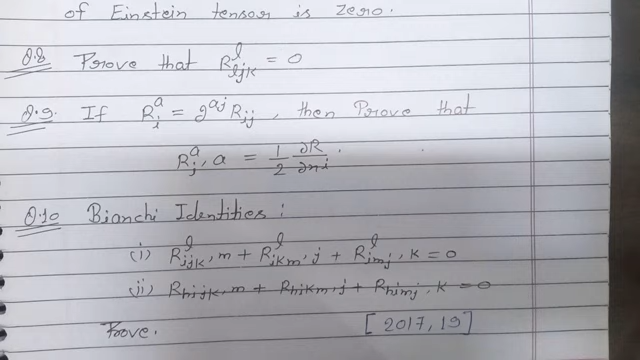 of Einstein tensor is zero.
Q.8 Prove that R^l_{ljk} = 0
Q.9. If R^a_i = g^{aj} R_{ij}, then Prove that
R^a_{i,a} = 1/2 ∂R/∂x^i.
Q.10 Bianchi Identities:
(i) R^l_{ijk,m} + R^l_{ikm,j} + R^l_{imj,k} = 0
(ii) R_{hijk,m} + R_{hikm,j} + R_{himj,k} = 0
Prove. [2017, 19]